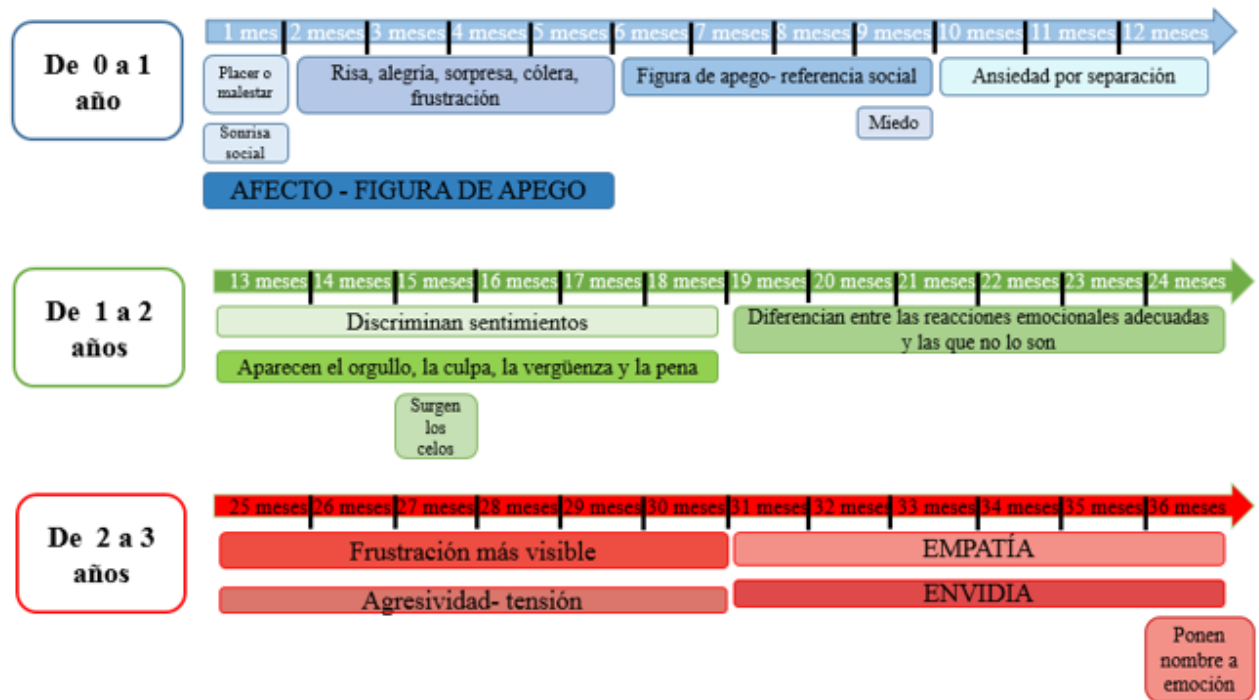 De 0 a 1
año
1 mes 2 meses 3 meses 4 meses 5 meses 6 meses 7 meses 8 meses 9 meses 10 meses 11 meses 12 meses
Placer o
malestar
Risa, alegría, sorpresa, cólera,
frustración
Figura de apego- referencia social
Ansiedad por separación
Miedo
Sonrisa
social
AFECTO - FIGURA DE APEGO
De 1 a 2
años
13 meses 14 meses 15 meses 16 meses 17 meses 18 meses 19 meses 20 meses 21 meses 22 meses 23 meses 24 meses
Discriminan sentimientos
Diferencian entre las reacciones emocionales adecuadas
y las que no lo son
Aparecen el orgullo, la culpa, la vergüenza y la pena
Surgen
los
celos
De 2 a 3
años
25 meses 26 meses 27 meses 28 meses 29 meses 30 meses 31 meses 32 meses 33 meses 34 meses 35 meses 36 meses
Frustración más visible
EMPATÍA
Agresividad- tensión
ENVIDIA
Ponen
nombre a
emoción